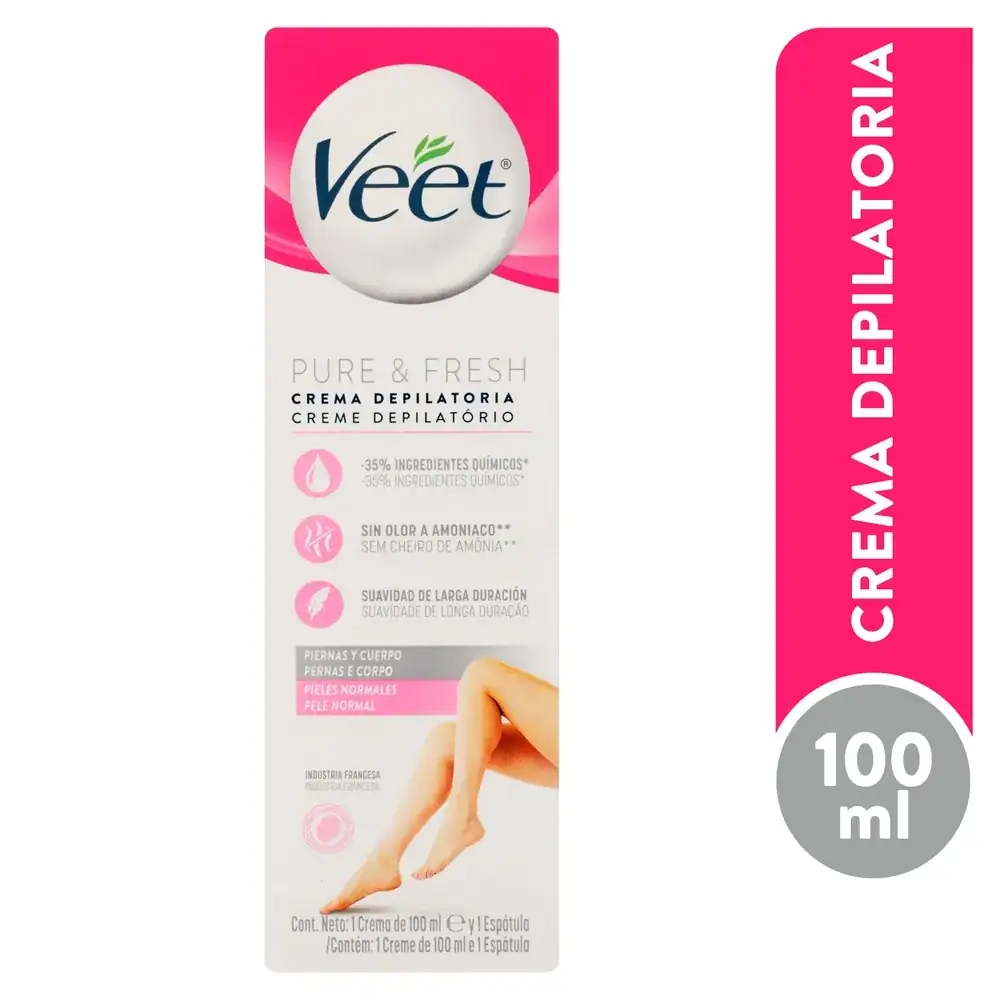 Veet®
PURE & FRESH
CREMA DEPILATORIA
CREME DEPILATÓRIO
-35% INGREDIENTES QUÍMICOS*
-35% INGREDIENTES QUÍMICOS*
SIN OLOR A AMONIACO**
SEM CHEIRO DE AMÔNIA**
SUAVIDAD DE LARGA DURACIÓN
SUAVIDADE DE LONGA DURAÇÃO
PIERNAS Y CUERPO
PERNAS E CORPO
PIELES NORMALES
PELE NORMAL
INDUSTRIA FRANCESA
INDÚSTRIA FRANCESA
Cont. Neto: 1 Crema de 100 ml ℮ y 1 Espátula
/Contém: 1 Creme de 100 ml e 1 Espátula
CREMA DEPILATORIA
100
ml